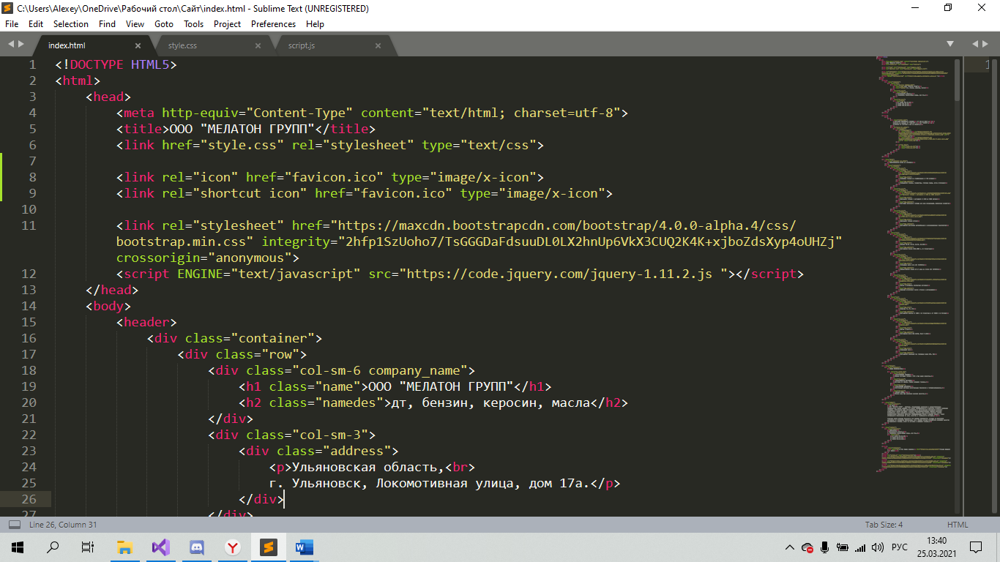 C:\Users\Alexey\OneDrive\Рабочий стол\Сайт\index.html - Sublime Text (UNREGISTERED)
File Edit Selection Find View Goto Tools Project Preferences Help
index.html style.css script.js
1 <!DOCTYPE HTML5>
2 <html>
3 <head>
4 <meta http-equiv="Content-Type" content="text/html; charset=utf-8">
5 <title>ООО "МЕЛАТОН ГРУПП"</title>
6 <link href="style.css" rel="stylesheet" type="text/css">
7
8 <link rel="icon" href="favicon.ico" type="image/x-icon">
9 <link rel="shortcut icon" href="favicon.ico" type="image/x-icon">
10
11 <link rel="stylesheet" href="https://maxcdn.bootstrapcdn.com/bootstrap/4.0.0-alpha.4/css/
bootstrap.min.css" integrity="2hfp1SzUoho7/TsGGGDaFdsuuDL0LX2hnUp6VkX3CUQ2K4K+xjboZdsXyp4oUHZj"
crossorigin="anonymous">
12 <script ENGINE="text/javascript" src="https://code.jquery.com/jquery-1.11.2.js "></script>
13 </head>
14 <body>
15 <header>
16 <div class="container">
17 <div class="row">
18 <div class="col-sm-6 company_name">
19 <h1 class="name">ООО "МЕЛАТОН ГРУПП"</h1>
20 <h2 class="namedes">дт, бензин, керосин, масла</h2>
21 </div>
22 <div class="col-sm-3">
23 <div class="address">
24 <p>Ульяновская область,<br>
25 г. Ульяновск, Локомотивная улица, дом 17а.</p>
26 </div>
27 </div>
1
Line 26, Column 31 Tab Size: 4 HTML
РУС 13:40
25.03.2021